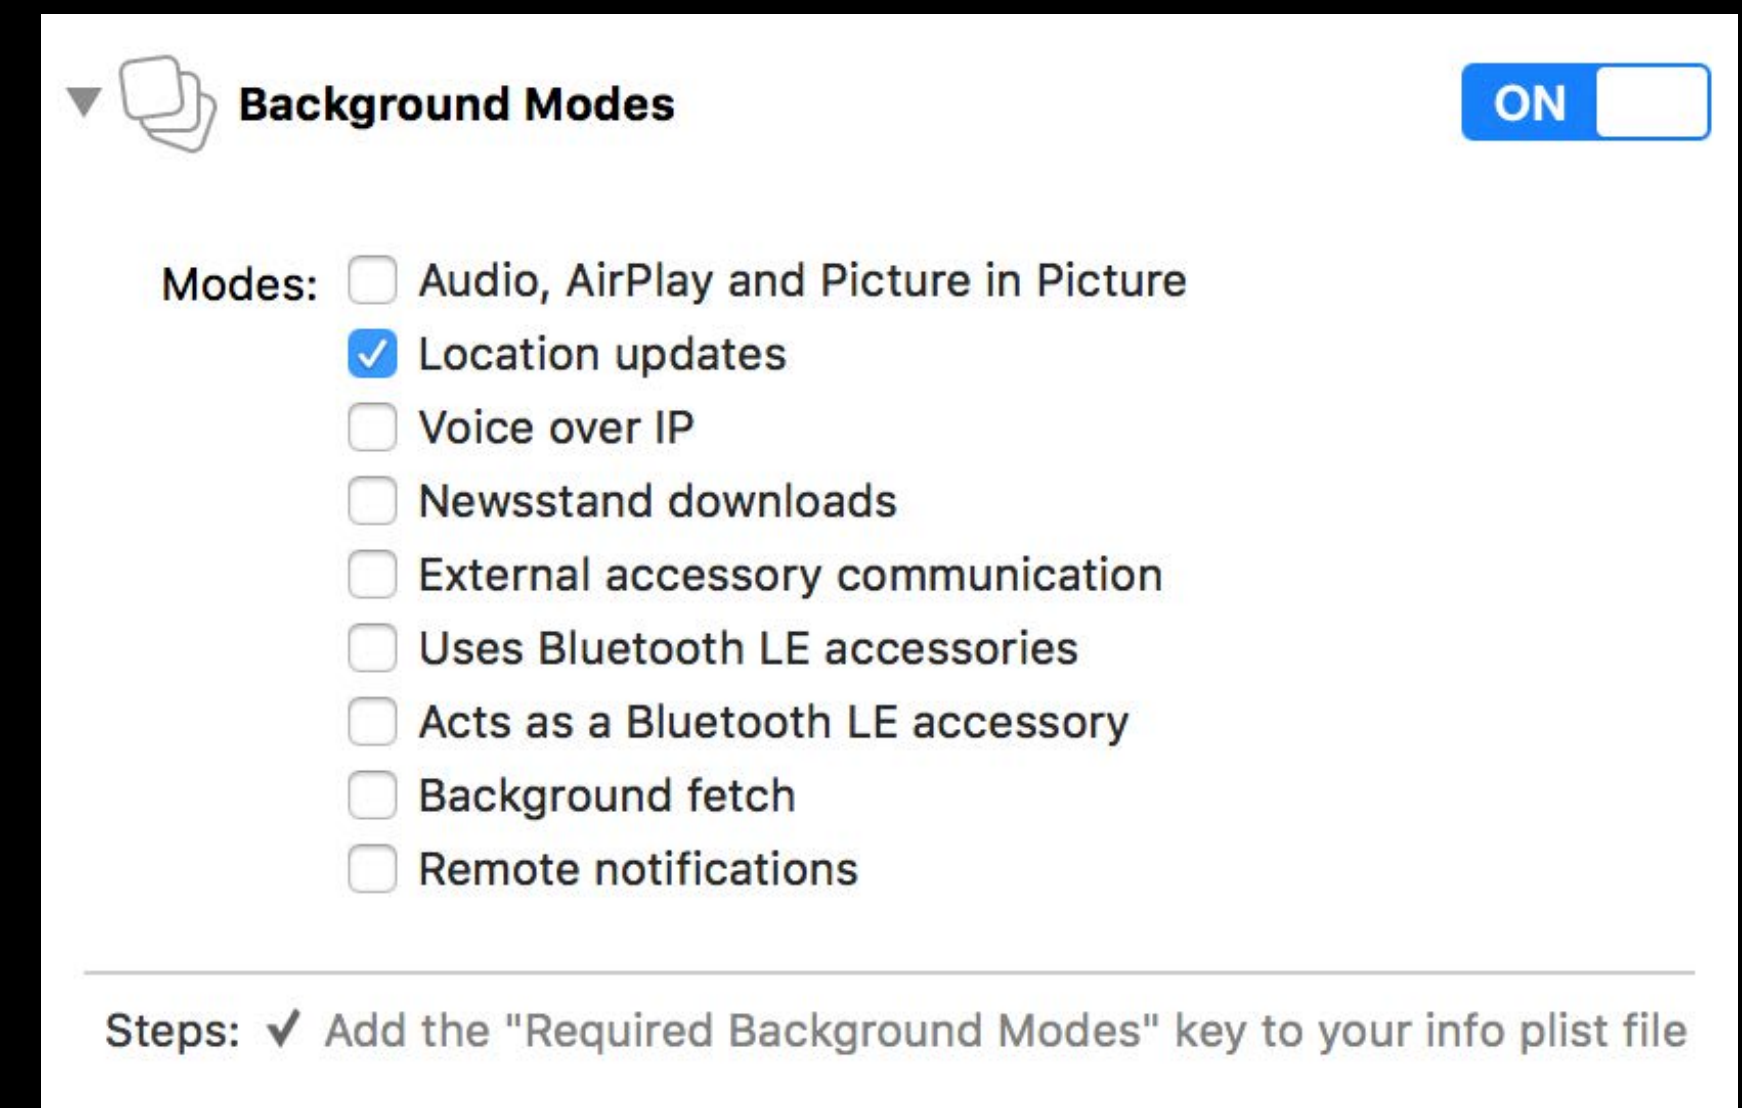 Background Modes
ON
Modes: Audio, AirPlay and Picture in Picture
Location updates
Voice over IP
Newsstand downloads
External accessory communication
Uses Bluetooth LE accessories
Acts as a Bluetooth LE accessory
Background fetch
Remote notifications
Steps: ✔ Add the "Required Background Modes" key to your info plist file